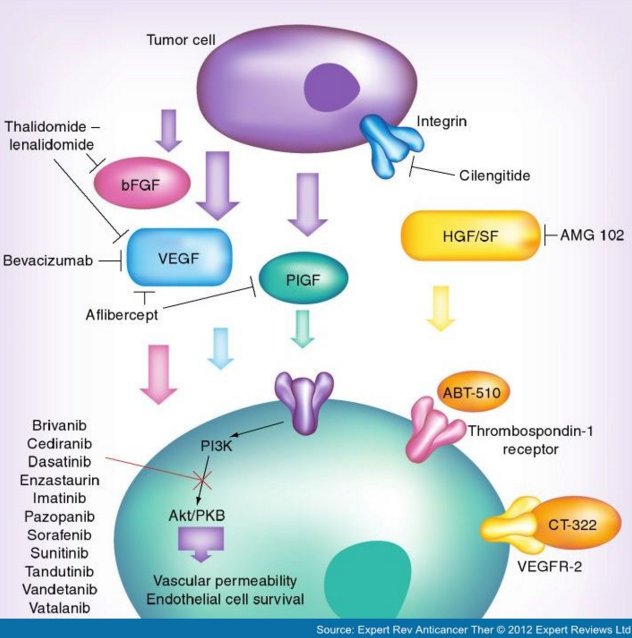 Tumor cell
Thalidomide –
lenalidomide
Integrin
Cilengitide
bFGF
HGF/SF
AMG 102
Bevacizumab
VEGF
PIGF
Aflibercept
ABT-510
Brivanib
Cediranib
Dasatinib
Enzastaurin
Imatinib
Pazopanib
Sorafenib
Sunitinib
Tandutinib
Vandetanib
Vatalanib
PI3K
Thrombospondin-1
receptor
Akt/PKB
CT-322
VEGFR-2
Vascular permeability
Endothelial cell survival
Source: Expert Rev Anticancer Ther © 2012 Expert Reviews Ltd